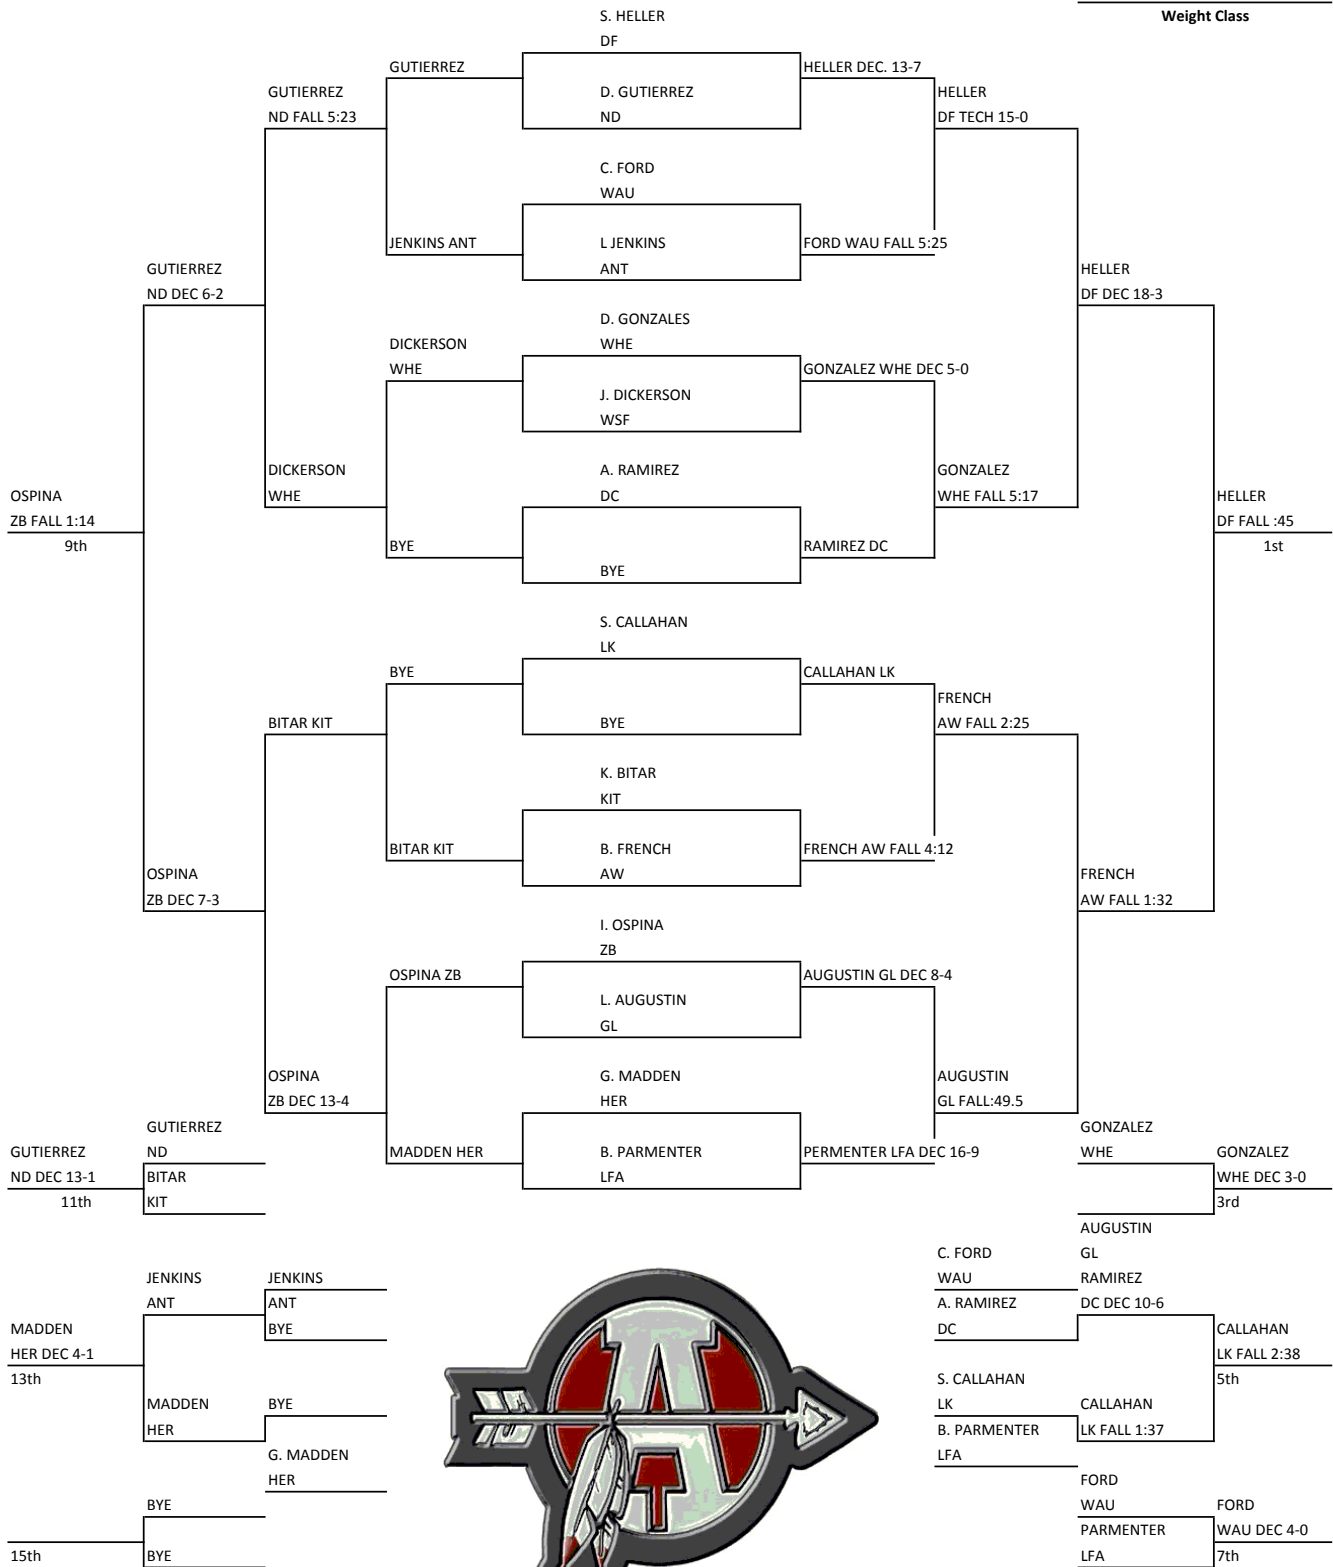 Weight Class
S. HELLER
DF
GUTIERREZ
HELLER DEC. 13-7
GUTIERREZ
D. GUTIERREZ
HELLER
ND FALL 5:23
ND
DF TECH 15-0
C. FORD
WAU
JENKINS ANT
L JENKINS
FORD WAU FALL 5:25
GUTIERREZ
ANT
HELLER
ND DEC 6-2
DF DEC 18-3
D. GONZALES
DICKERSON
WHE
WHE
GONZALEZ WHE DEC 5-0
J. DICKERSON
WSF
DICKERSON
A. RAMIREZ
GONZALEZ
OSPINA
WHE
DC
WHE FALL 5:17
HELLER
ZB FALL 1:14
DF FALL :45
9th
BYE
RAMIREZ DC
1st
BYE
S. CALLAHAN
LK
BYE
CALLAHAN LK
FRENCH
BITAR KIT
BYE
AW FALL 2:25
K. BITAR
KIT
BITAR KIT
B. FRENCH
FRENCH AW FALL 4:12
OSPINA
AW
FRENCH
ZB DEC 7-3
AW FALL 1:32
I. OSPINA
ZB
OSPINA ZB
AUGUSTIN GL DEC 8-4
L. AUGUSTIN
GL
OSPINA
G. MADDEN
AUGUSTIN
ZB DEC 13-4
HER
GL FALL:49.5
GUTIERREZ
GONZALEZ
GUTIERREZ
ND
MADDEN HER
B. PARMENTER
PERMENTER LFA DEC 16-9
WHE
GONZALEZ
ND DEC 13-1
BITAR
LFA
WHE DEC 3-0
11th
KIT
3rd
AUGUSTIN
C. FORD
GL
JENKINS
JENKINS
WAU
RAMIREZ
ANT
ANT
A. RAMIREZ
DC DEC 10-6
MADDEN
BYE
DC
CALLAHAN
HER DEC 4-1
LK FALL 2:38
13th
S. CALLAHAN
5th
MADDEN
BYE
LK
CALLAHAN
HER
B. PARMENTER
LK FALL 1:37
G. MADDEN
LFA
HER
FORD
BYE
WAU
FORD
PARMENTER
WAU DEC 4-0
15th
BYE
LFA
7th